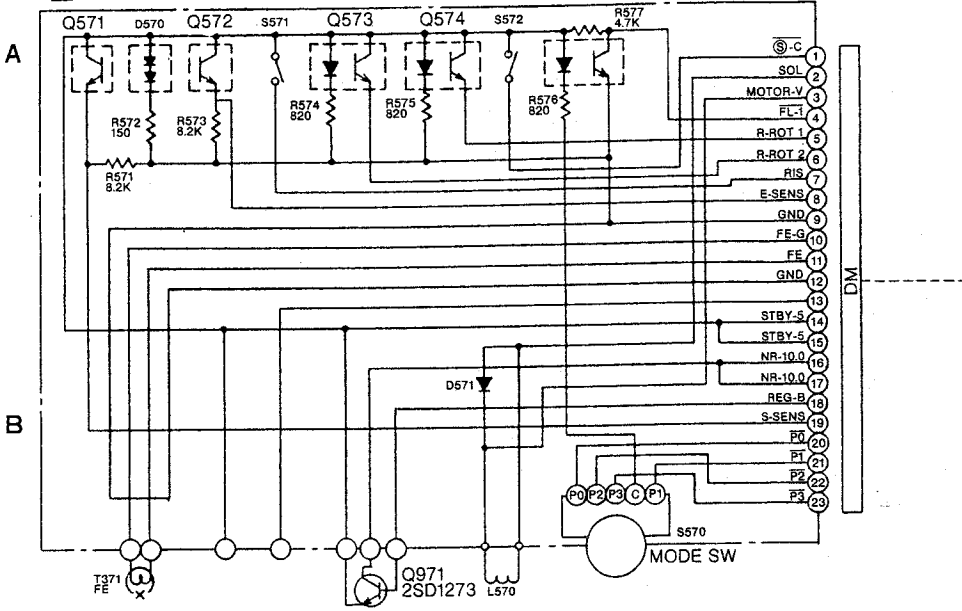 A
B
Q571
D570
Q572
S571
Q573
Q574
S572
R577
4.7K
R572
150
R573
8.2K
R574
820
R575
820
R576
820
R571
8.2K
Ⓢ-C
1
SOL
2
MOTOR-V
3
FL-1
4
R-ROT 1
5
R-ROT 2
6
RIS
7
E-SENS
8
GND
9
FE-G
10
FE
11
GND
12
13
STBY-5
14
STBY-5
15
NR-10.0
16
NR-10.0
17
REG-B
18
S-SENS
19
P0
20
P1
21
P2
22
P3
23
DM
D571
P0 P2 P3 C P1
S570
MODE SW
T371
FE
Q971
2SD1273
L570